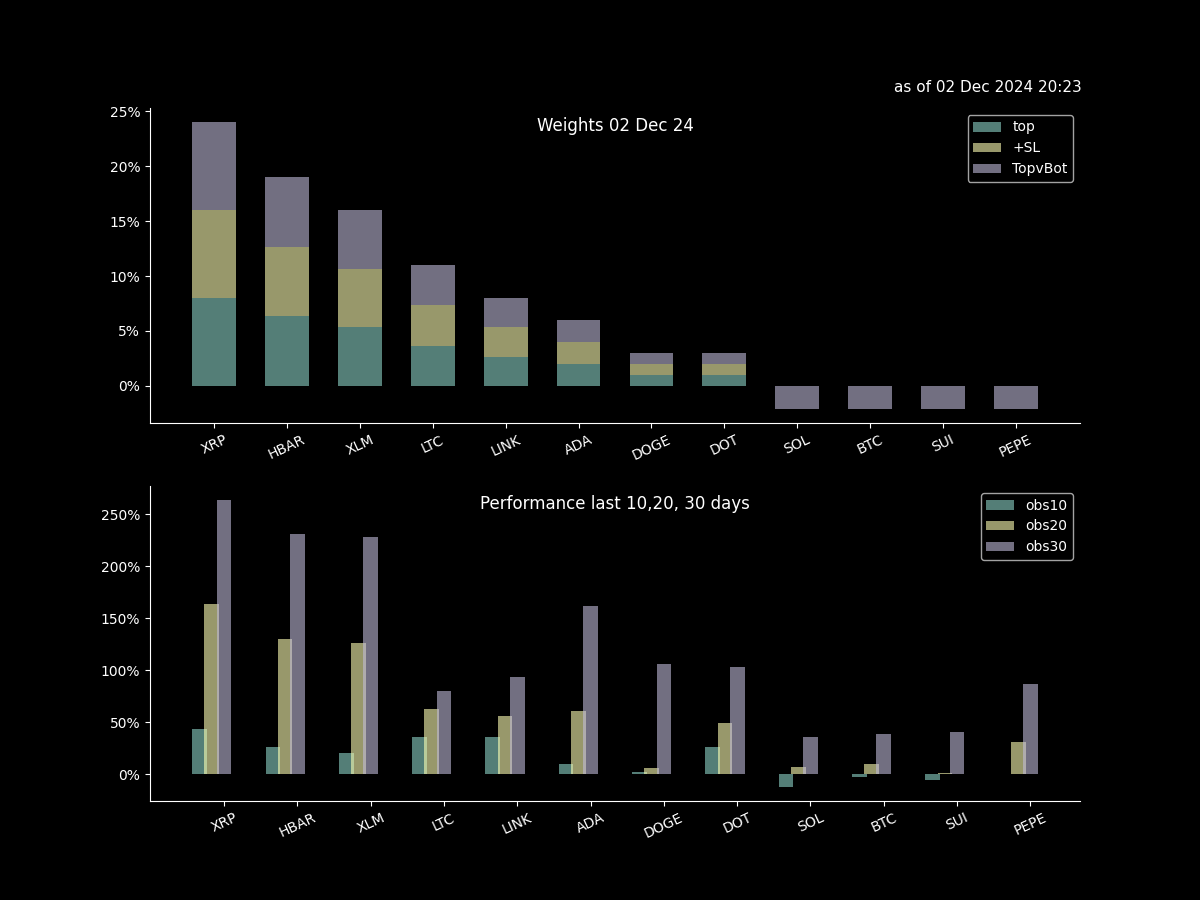 as of 02 Dec 2024 20:23
Weights 02 Dec 24
top
+SL
TopvBot
25%
20%
15%
10%
5%
0%
XRP HBAR XLM LTC LINK ADA DOGE DOT SOL BTC SUI PEPE
Performance last 10,20, 30 days
obs10
obs20
obs30
250%
200%
150%
100%
50%
0%
XRP HBAR XLM LTC LINK ADA DOGE DOT SOL BTC SUI PEPE